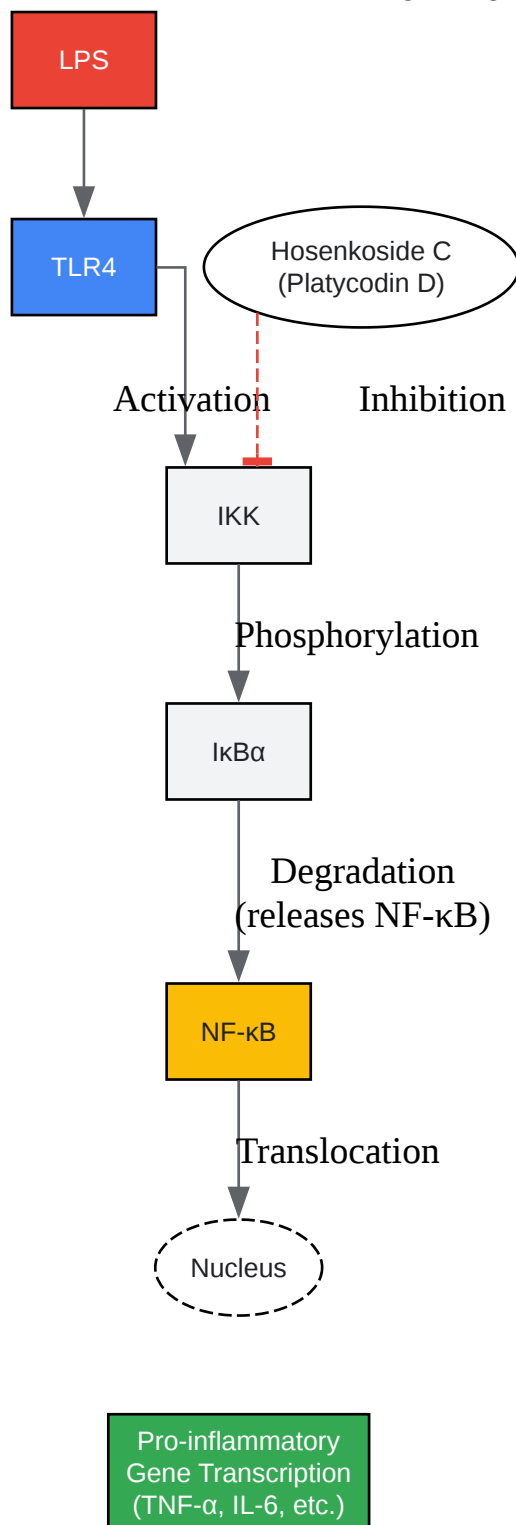 LPS
TLR4
Hosenkoside C
(Platycodin D)
Activation
Inhibition
IKK
Phosphorylation
IκBα
Degradation
(releases NF-κB)
NF-κB
Translocation
Nucleus
Pro-inflammatory
Gene Transcription
(TNF-α, IL-6, etc.)